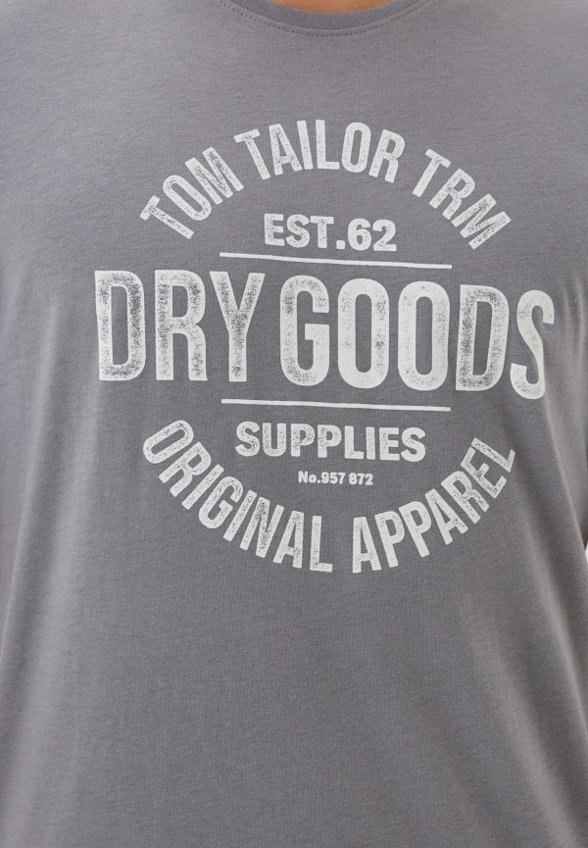 TOM TAILOR TRM
EST.62
DRY GOODS
SUPPLIES
No.957 872
ORIGINAL APPAREL